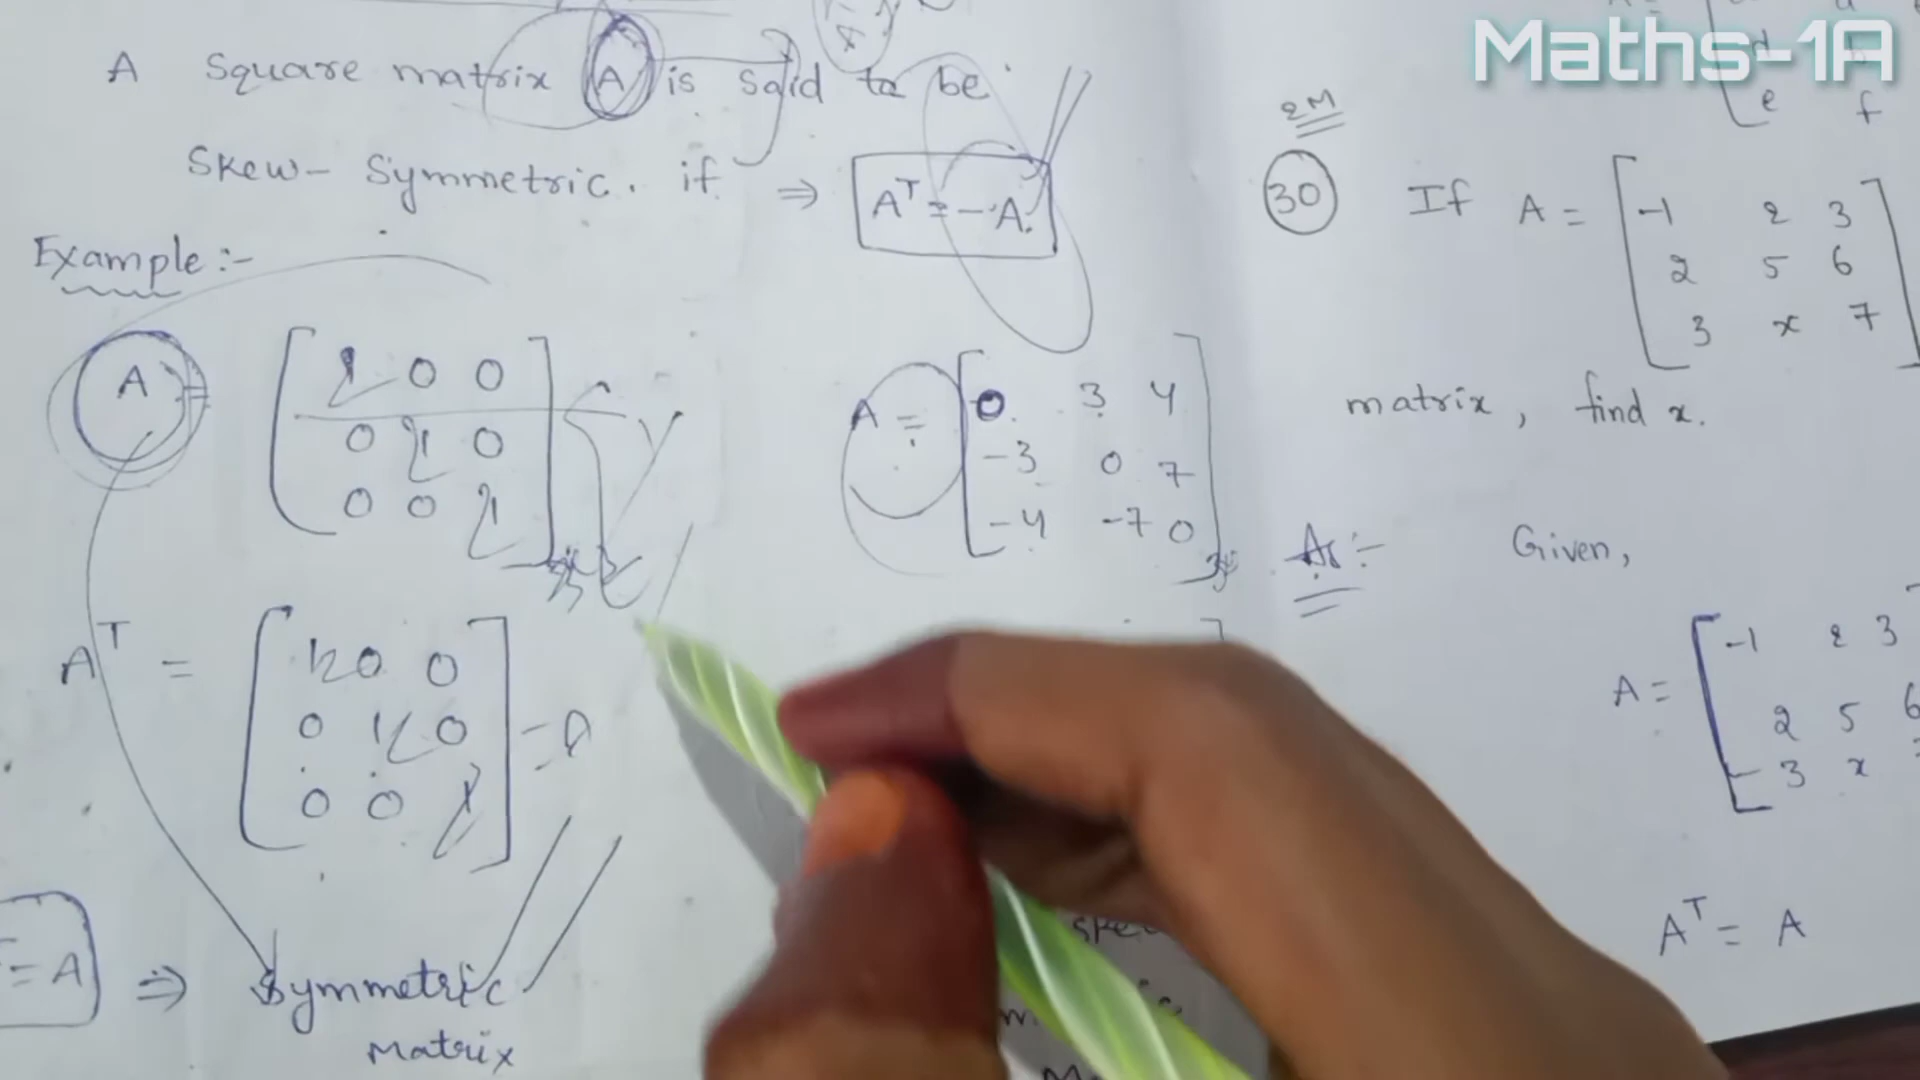 Maths-1A
A Square matrix A is said to be
Skew- Symmetric. if ⇒ Aᵀ = -A.
Example:-
A = [1 0 0
0 1 0
0 0 1]
A = [0 3 4
-3 0 7
-4 -7 0]
Aᵀ = [1 0 0
0 1 0
0 0 1] = A
= A ⇒ Symmetric
Matrix
2M
30 If A = [-1 2 3
2 5 6
3 x 7]
matrix, find x.
Given,
A = [-1 2 3
2 5 6
3 x
Aᵀ = A